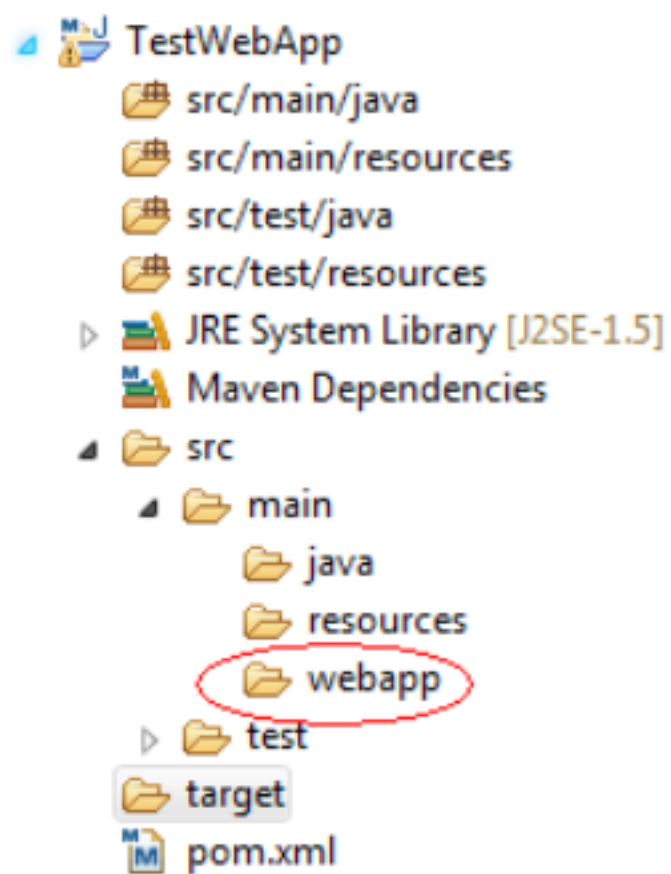 TestWebApp
src/main/java
src/main/resources
src/test/java
src/test/resources
JRE System Library [J2SE-1.5]
Maven Dependencies
src
main
java
resources
webapp
test
target
pom.xml